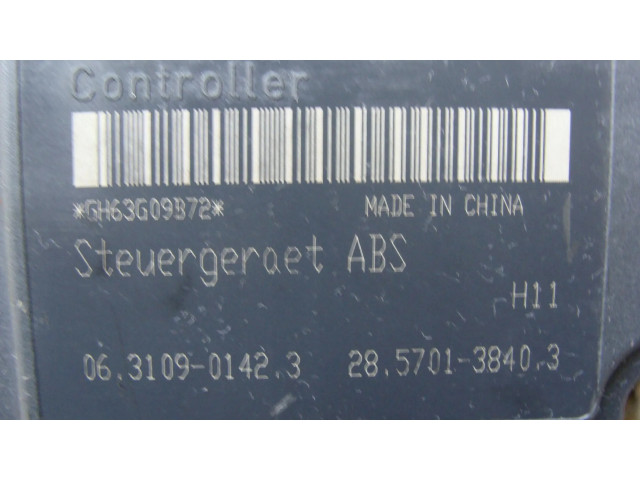 Controller
*GH63G09B72*
MADE IN CHINA
Steuergeraet ABS
H11
06.3109-0142.3
28.5701-3840.3